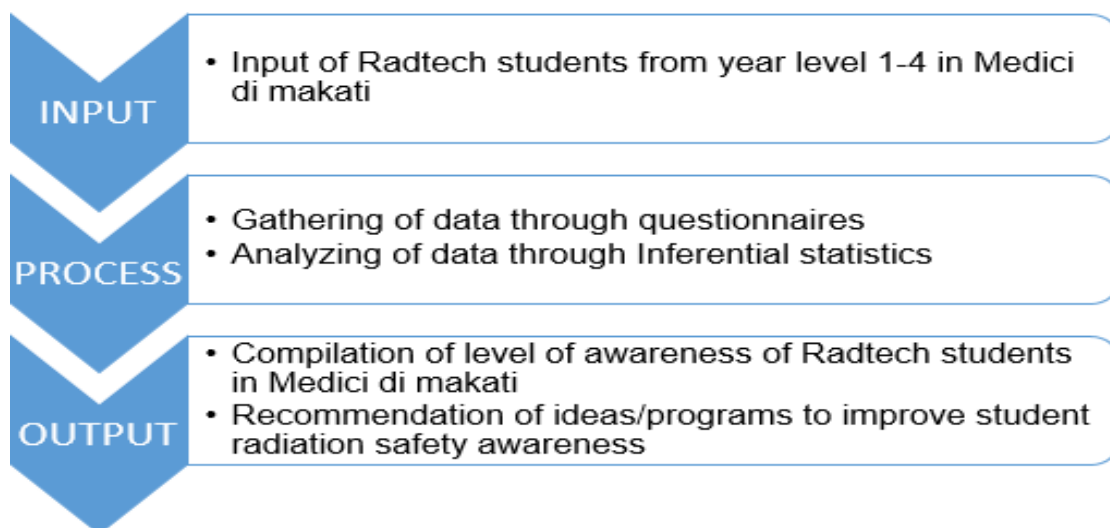 INPUT
• Input of Radtech students from year level 1-4 in Medici
di makati
PROCESS
• Gathering of data through questionnaires
• Analyzing of data through Inferential statistics
OUTPUT
• Compilation of level of awareness of Radtech students
in Medici di makati
• Recommendation of ideas/programs to improve student
radiation safety awareness